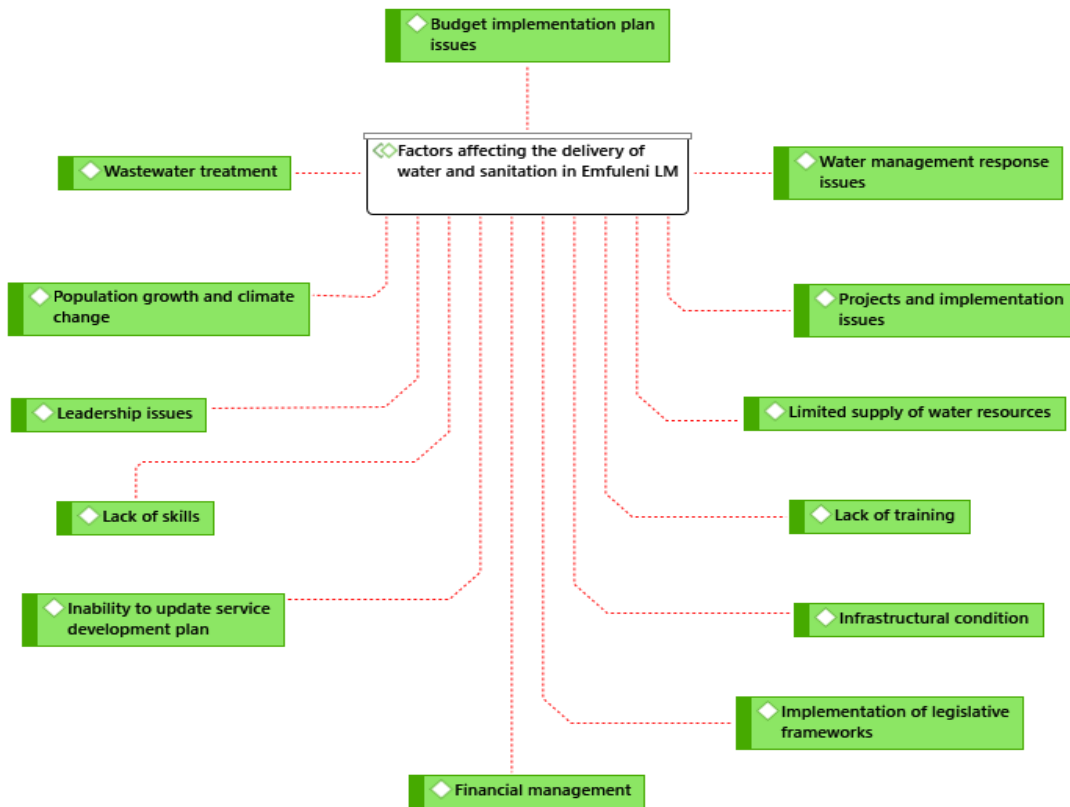 Budget implementation plan
issues
Factors affecting the delivery of
water and sanitation in Emfuleni LM
Wastewater treatment
Water management response
issues
Population growth and climate
change
Projects and implementation
issues
Leadership issues
Limited supply of water resources
Lack of skills
Lack of training
Inability to update service
development plan
Infrastructural condition
Implementation of legislative
frameworks
Financial management